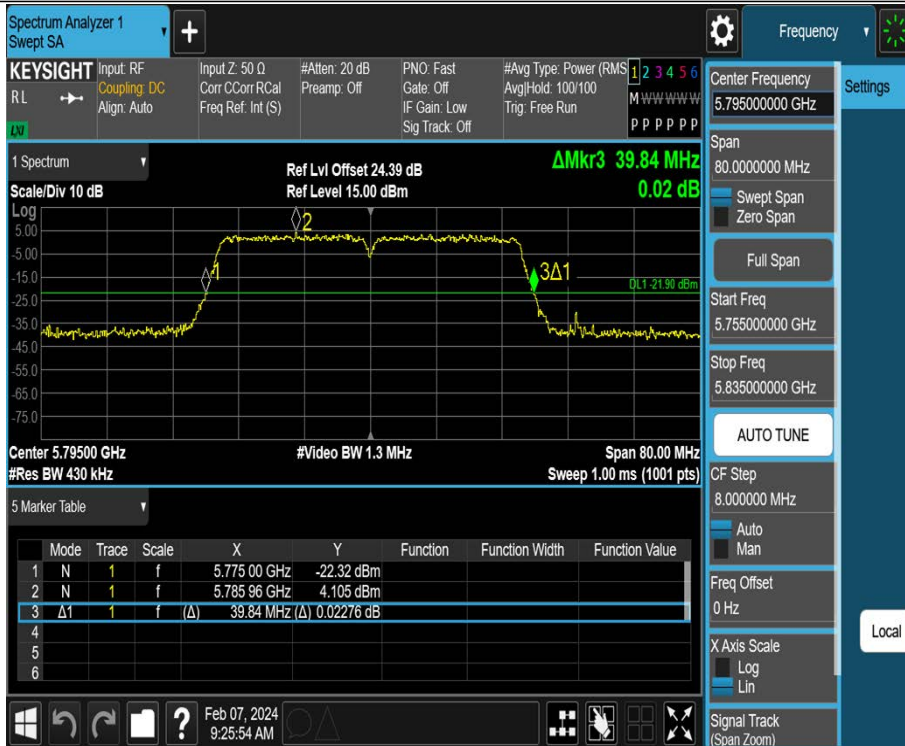 Spectrum Analyzer 1
Swept SA
+
Frequency
KEYSIGHT
RL
LXI
Input: RF
Coupling: DC
Align: Auto
Input Z: 50 Ω
Corr CCorr RCal
Freq Ref: Int (S)
#Atten: 20 dB
Preamp: Off
PNO: Fast
Gate: Off
IF Gain: Low
Sig Track: Off
#Avg Type: Power (RMS
Avg|Hold: 100/100
Trig: Free Run
1 2 3 4 5 6
M W W W W W
P P P P P P
1 Spectrum
Scale/Div 10 dB
Ref Lvl Offset 24.39 dB
Ref Level 15.00 dBm
ΔMkr3 39.84 MHz
0.02 dB
Log
5.00
-5.00
-15.0
-25.0
-35.0
-45.0
-55.0
-65.0
-75.0
1
2
3Δ1
DL1 -21.90 dBm
Center 5.79500 GHz
#Res BW 430 kHz
#Video BW 1.3 MHz
Span 80.00 MHz
Sweep 1.00 ms (1001 pts)
5 Marker Table
Mode Trace Scale X Y Function Function Width Function Value
1 N 1 f 5.775 00 GHz -22.32 dBm
2 N 1 f 5.785 96 GHz 4.105 dBm
3 Δ1 1 f (Δ) 39.84 MHz (Δ) 0.02276 dB
4
5
6
?
Feb 07, 2024
9:25:54 AM
Center Frequency
5.795000000 GHz
Span
80.0000000 MHz
Swept Span
Zero Span
Full Span
Start Freq
5.755000000 GHz
Stop Freq
5.835000000 GHz
AUTO TUNE
CF Step
8.000000 MHz
Auto
Man
Freq Offset
0 Hz
X Axis Scale
Log
Lin
Signal Track
(Span Zoom)
Settings
Local